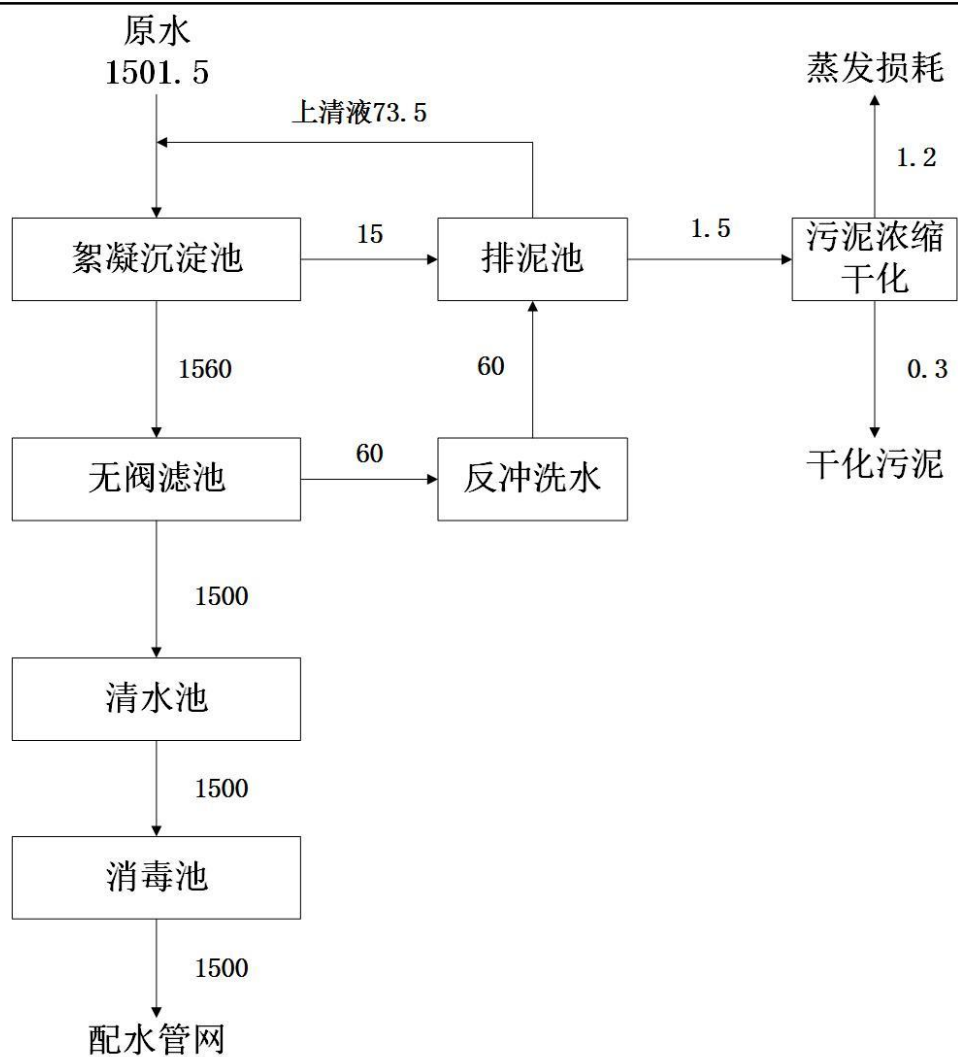 原水
1501.5
蒸发损耗
上清液73.5
1.2
絮凝沉淀池
15
排泥池
1.5
污泥浓缩
干化
1560
60
0.3
无阀滤池
60
反冲洗水
干化污泥
1500
清水池
1500
消毒池
1500
配水管网